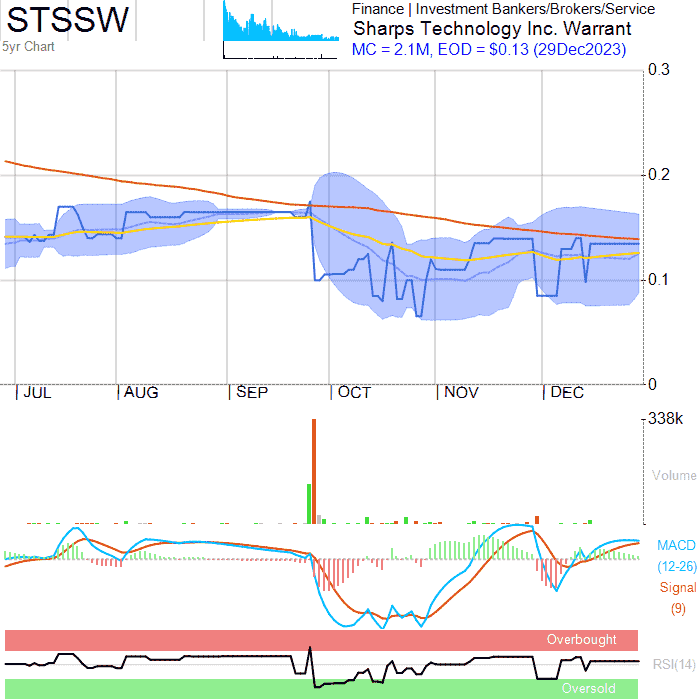 STSSW
5yr Chart
Finance | Investment Bankers/Brokers/Service
Sharps Technology Inc. Warrant
MC = 2.1M, EOD = $0.13 (29Dec2023)
0.3
0.2
0.1
0
JUL
AUG
SEP
OCT
NOV
DEC
338k
Volume
MACD
(12-26)
Signal
(9)
Overbought
RSI(14)
Oversold